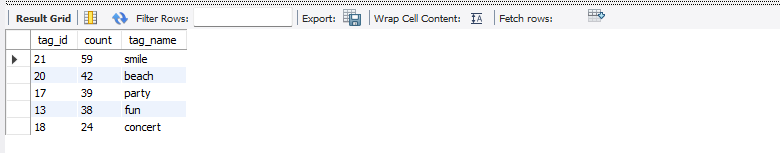 Result Grid Filter Rows: Export: Wrap Cell Content: IA Fetch rows:
tag_id count tag_name
21 59 smile
20 42 beach
17 39 party
13 38 fun
18 24 concert